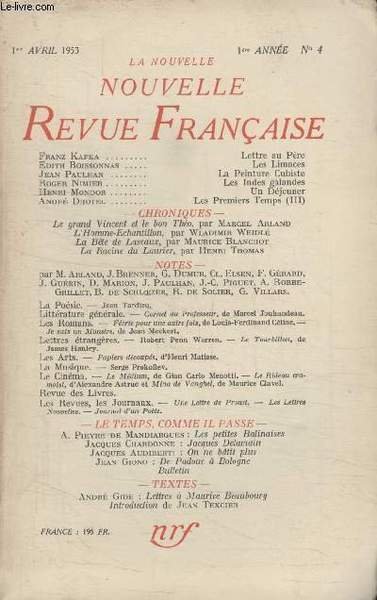 1er AVRIL 1953 1ère ANNÉE No 4
LA NOUVELLE
NOUVELLE
REVUE FRANÇAISE
FRANZ KAFKA ......... Lettre au Père
EDITH BOISSONNAS ..... Les Limaces
JEAN PAULHAN ......... La Peinture Cubiste
ROGER NIMIER ......... Les Indes galandes
HENRI MONDOR ......... Un Déjeuner
ANDRÉ DHOTEL ......... Les Premiers Temps (III)
— CHRONIQUES —
Le grand Vincent et le bon Théo, par MARCEL ARLAND
L'Homme-Echantillon, par WLADIMIR WEIDLÉ
La Bête de Lascaux, par MAURICE BLANCHOT
La Racine du Laurier, par HENRI THOMAS
— NOTES —
par M. ARLAND, J. BRENNER, G. DUMUR, CL. ELSEN, F. GÉRARD,
J. GUÉRIN, D. MARION, J. PAULHAN, J.-C. PIGUET, A. ROBBE-
GRILLET, B. DE SCHLŒZER, R. DE SOLIER, G. VILLARS.
La Poésie. — Jean Tardieu.
Littérature générale. — Carnet du Professeur, de Marcel Jouhandeau.
Les Romans. — Féerie pour une autre fois, de Louis-Ferdinand Céline. —
Je suis un Monstre, de Jean Meckert.
Lettres étrangères. — Robert Penn Warren. — Le Tourbillon, de
James Hanley.
Les Arts. — Papiers découpés, d'Henri Matisse.
La Musique. — Serge Prokofiev.
Le Cinéma. — Le Médium, de Gian Carlo Menotti. — Le Rideau cra-
moisi, d'Alexandre Astruc et Mina de Vanghel, de Maurice Clavel.
Revue des Livres.
Les Revues, les Journaux. — Une Lettre de Proust. — Les Lettres
Nouvelles. — Journal d'un Poète.
— LE TEMPS, COMME IL PASSE —
A. PIEYRE DE MANDIARGUES : Les petites Balinaises
JACQUES CHARDONNE : Jacques Delamain
JACQUES AUDIBERTI : On ne bâtit plus
JEAN GIONO : De Padoue à Bologne
Bulletin
— TEXTES —
ANDRÉ GIDE : Lettres à Maurice Beaubourg
Introduction de JEAN TEXCIER
FRANCE : 195 FR. nrf